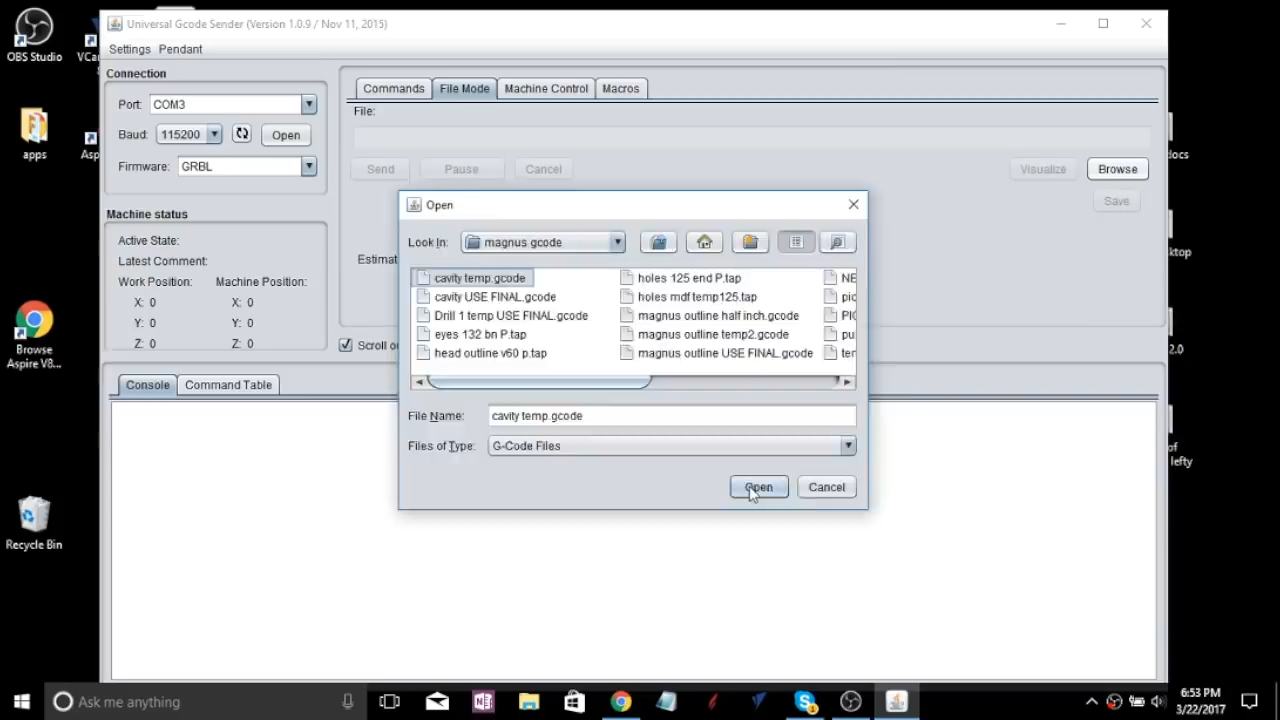 OBS Studio
VCa
Universal Gcode Sender (Version 1.0.9 / Nov 11, 2015)
Settings Pendant
Connection
Port: COM3
Baud: 115200 Open
Firmware: GRBL
Commands File Mode Machine Control Macros
File:
Send Pause Cancel Visualize Browse
Save
apps
Asp
docs
Machine status
Active State:
Latest Comment:
Work Position: Machine Position:
X: 0 X: 0
Y: 0 Y: 0
Z: 0 Z: 0
Estimat
Scroll ou
Open
Look In: magnus gcode
cavity temp.gcode
cavity USE FINAL.gcode
Drill 1 temp USE FINAL.gcode
eyes 132 bn P.tap
head outline v60 p.tap
holes 125 end P.tap
holes mdf temp125.tap
magnus outline half inch.gcode
magnus outline temp2.gcode
magnus outline USE FINAL.gcode
NE
pic
PIC
pu
ter
File Name: cavity temp.gcode
Files of Type: G-Code Files
Open Cancel
Console Command Table
Browse
Aspire V8...
Recycle Bin
ktop
2.0
of
lefty
Ask me anything
6:53 PM
3/22/2017